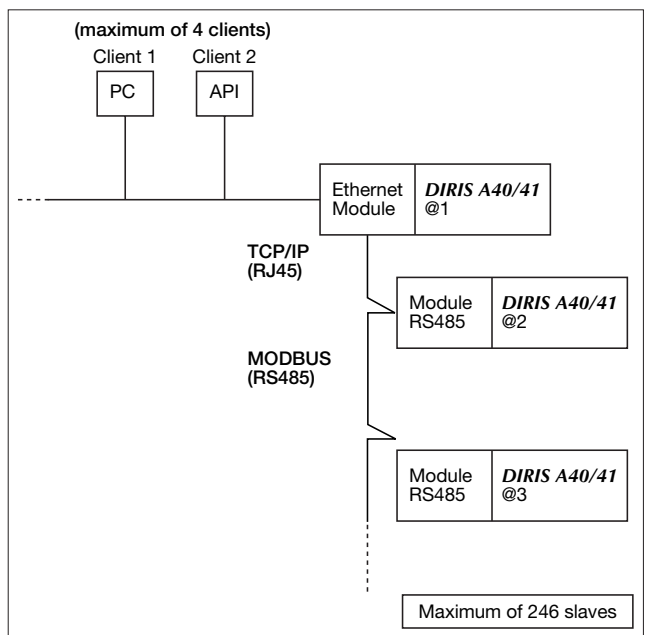 (maximum of 4 clients)
Client 1 Client 2
PC API
Ethernet Module
DIRIS A40/41
@1
TCP/IP
(RJ45)
Module
RS485
DIRIS A40/41
@2
MODBUS
(RS485)
Module
RS485
DIRIS A40/41
@3
Maximum of 246 slaves